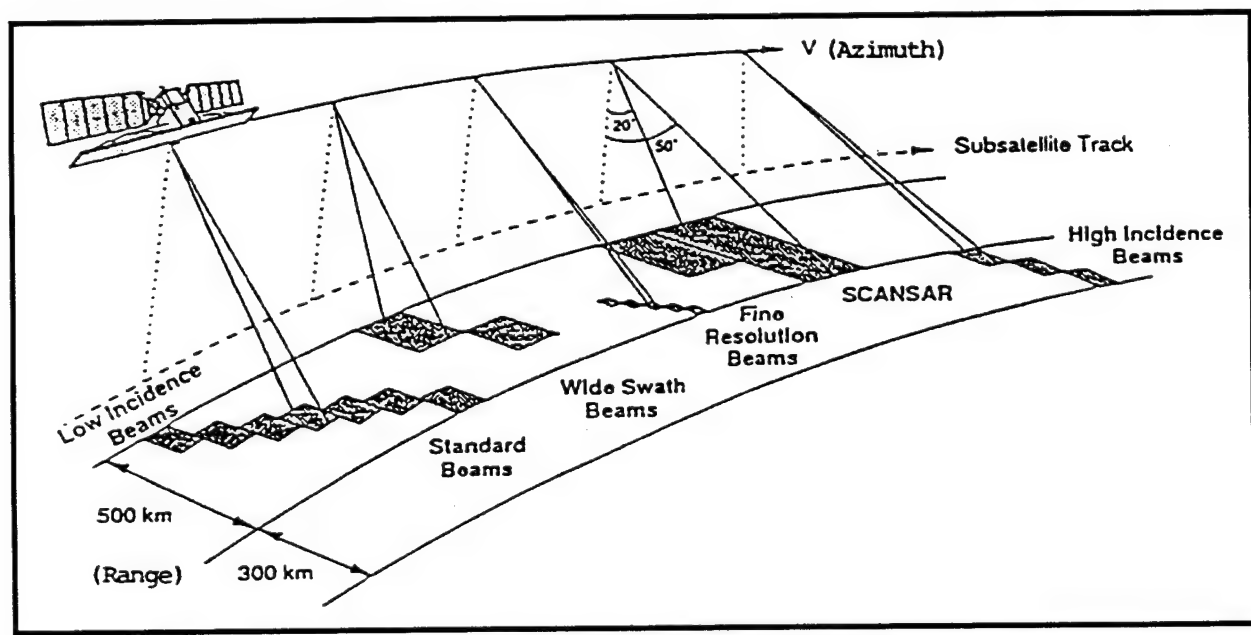 V (Azimuth)
20°
50°
Subsatellite Track
High Incidence
Beams
SCANSAR
Fine
Resolution
Beams
Wide Swath
Beams
Low Incidence
Beams
Standard
Beams
500 km
(Range)
300 km